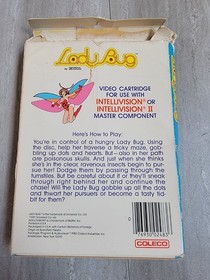 Lady Bug
VIDEO CARTRIDGE
FOR USE WITH
INTELLIVISION® OR
INTELLIVISION® II
MASTER COMPONENT
Here's How to Play:
You're in control of a hungry Lady Bug. Using
the disc, help her traverse a tricky maze, gob-
bling up dots and hearts. But—also in her path
are poisonous skulls. And just when she thinks
she's in the clear, ravenous insects begin to pur-
sue her! Dodge them by passing through the
turnstiles. But be careful about it or they'll sneak
through right behind her and continue the
chase! Will the Lady Bug gobble up all the dots
and thwart her pursuers or become a tasty tid-
bit for them?
COLECO